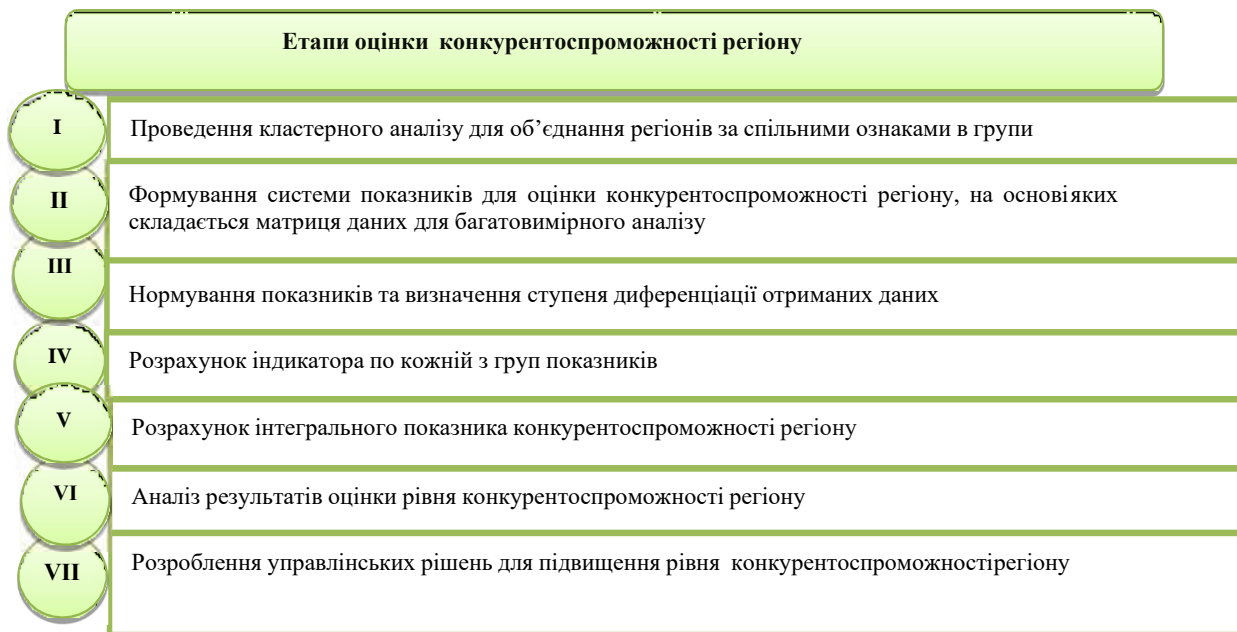 Етапи оцінки конкурентоспроможності регіону
I
Проведення кластерного аналізу для об’єднання регіонів за спільними ознаками в групи
II
Формування системи показників для оцінки конкурентоспроможності регіону, на основіяких
складається матриця даних для багатовимірного аналізу
III
Нормування показників та визначення ступеня диференціації отриманих даних
IV
Розрахунок індикатора по кожній з груп показників
V
Розрахунок інтегрального показника конкурентоспроможності регіону
VI
Аналіз результатів оцінки рівня конкурентоспроможності регіону
VII
Розроблення управлінських рішень для підвищення рівня конкурентоспроможностірегіону